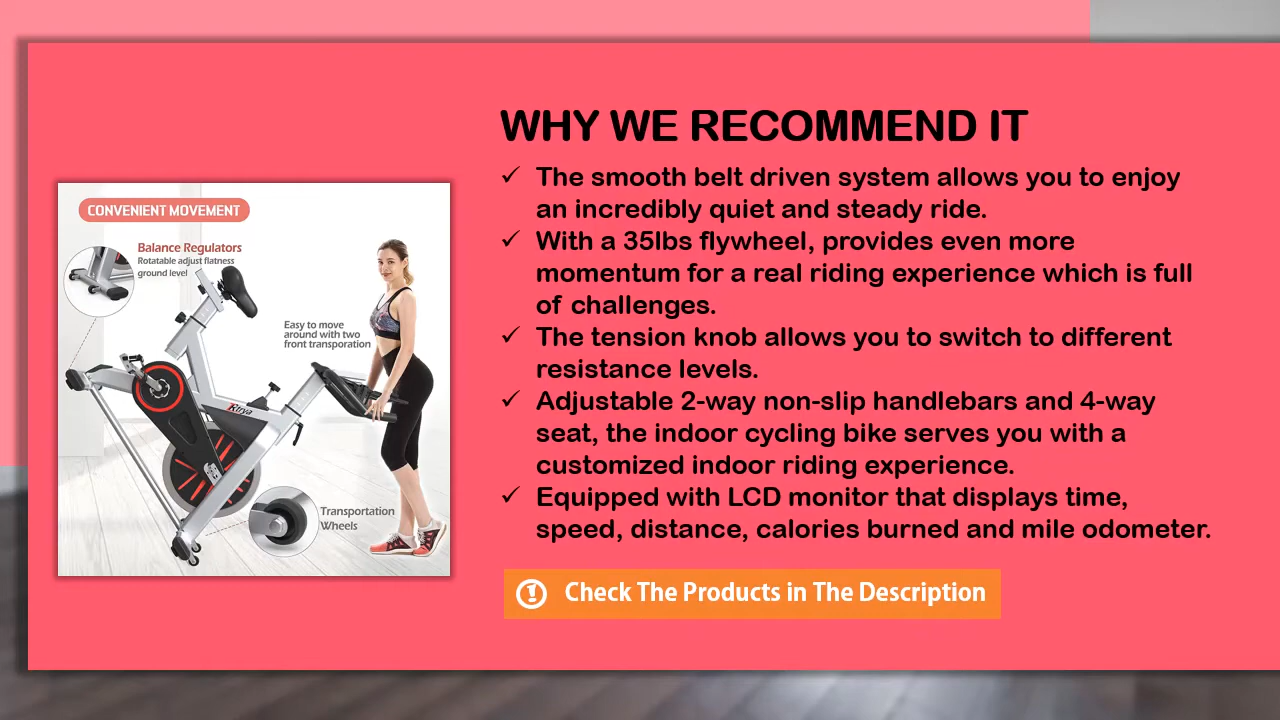 WHY WE RECOMMEND IT
✓ The smooth belt driven system allows you to enjoy
an incredibly quiet and steady ride.
✓ With a 35lbs flywheel, provides even more
momentum for a real riding experience which is full
of challenges.
✓ The tension knob allows you to switch to different
resistance levels.
✓ Adjustable 2-way non-slip handlebars and 4-way
seat, the indoor cycling bike serves you with a
customized indoor riding experience.
✓ Equipped with LCD monitor that displays time,
speed, distance, calories burned and mile odometer.
Check The Products in The Description
CONVENIENT MOVEMENT
Balance Regulators
Rotatable adjust flatness
ground level
Easy to move
around with two
front transporation
Transportation
Wheels